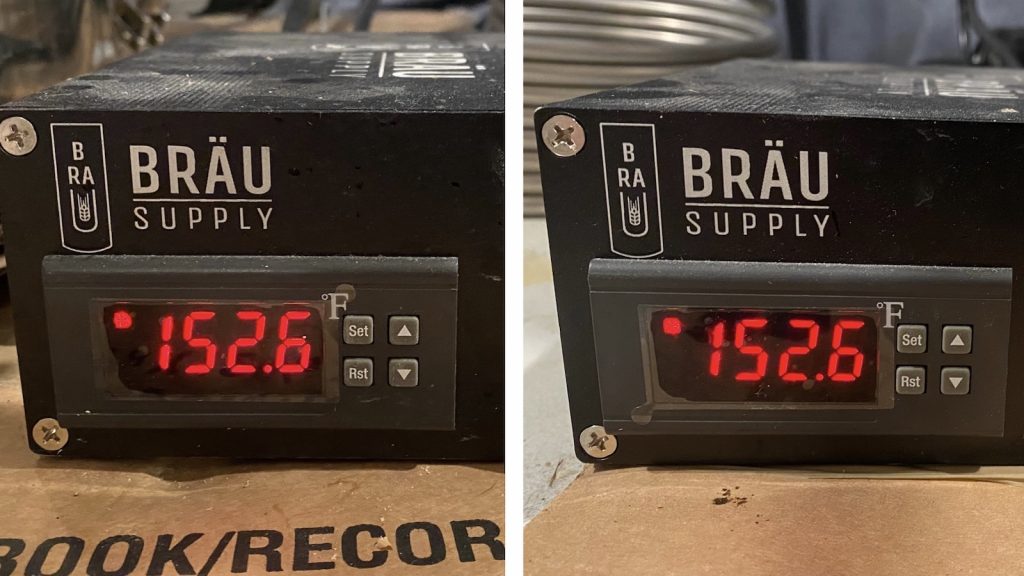 B
RA
BRÄU
SUPPLY
°F
152.6
Set
Rst
BOOK/RECOR
B
RA
BRÄU
SUPPLY
°F
152.6
Set
Rst